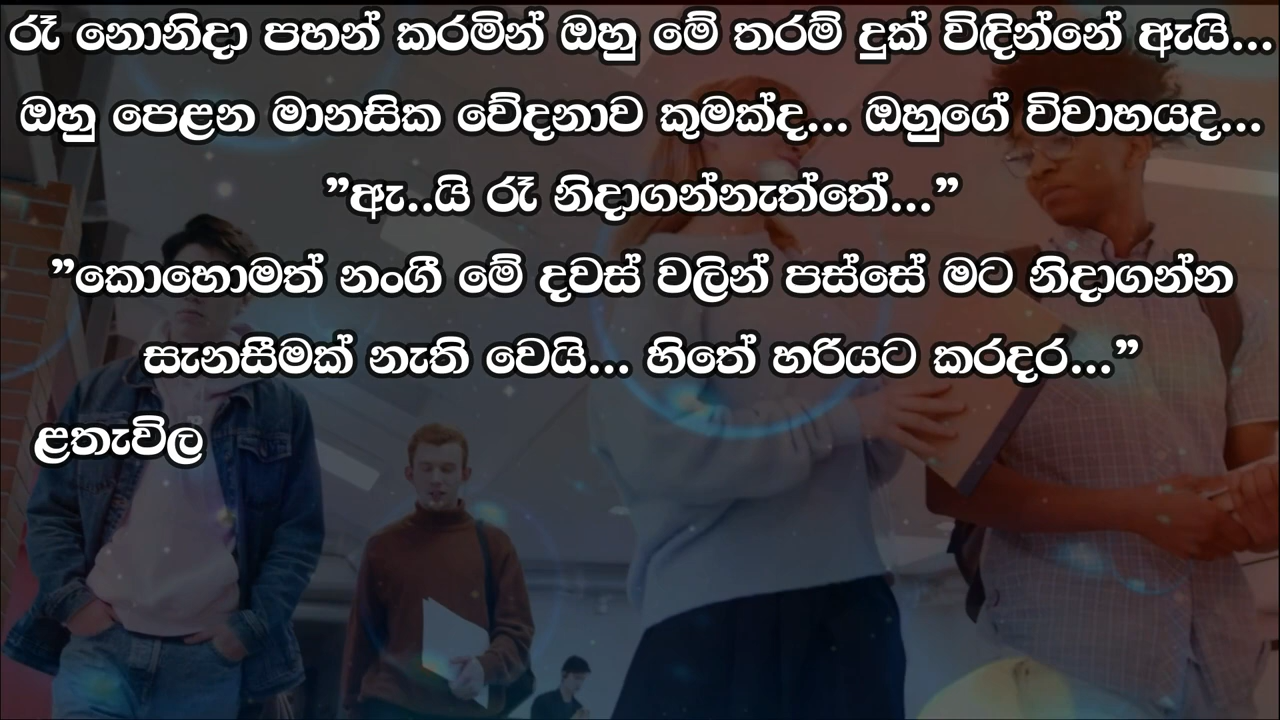 රෑ නොනිදා පහන් කරමින් ඔහු මේ තරම් දුක් විඳින්නේ ඇයි...
ඔහු පෙළන මානසික වේදනාව කුමක්ද... ඔහුගේ විවාහයද...
”ඇ..යි රෑ නිදාගන්නැත්තේ...”
”කොහොමත් නංගී මේ දවස් වලින් පස්සේ මට නිදාගන්න
සැනසීමක් නැති වෙයි... හිතේ හරියට කරදර...”
ළතැවිල